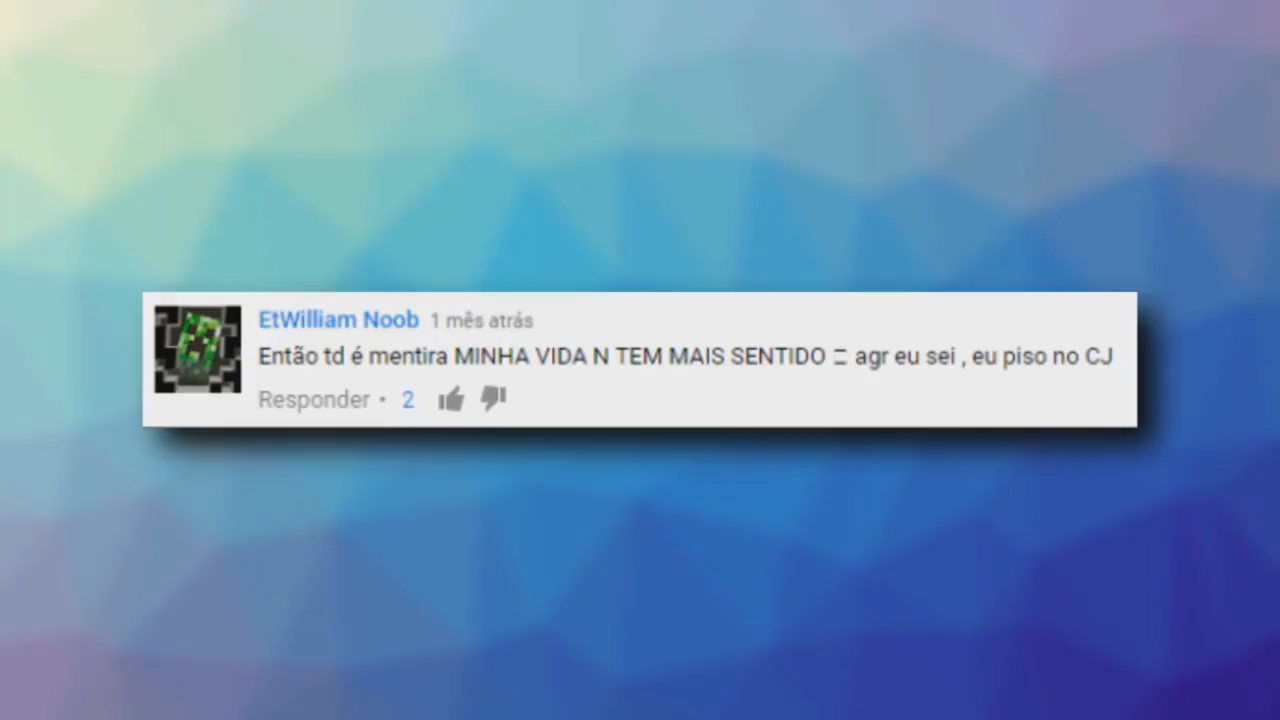 EtWilliam Noob 1 mês atrás
Então td é mentira MINHA VIDA N TEM MAIS SENTIDO :: agr eu sei , eu piso no CJ
Responder • 2